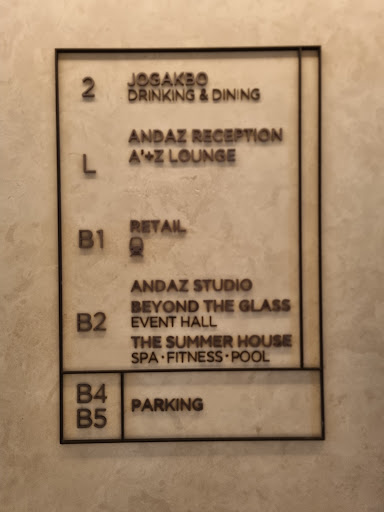 2
JOGAKBO
DRINKING & DINING
L
ANDAZ RECEPTION
A'+Z LOUNGE
B1
RETAIL
B2
ANDAZ STUDIO
BEYOND THE GLASS
EVENT HALL
THE SUMMER HOUSE
SPA·FITNESS·POOL
B4
B5
PARKING